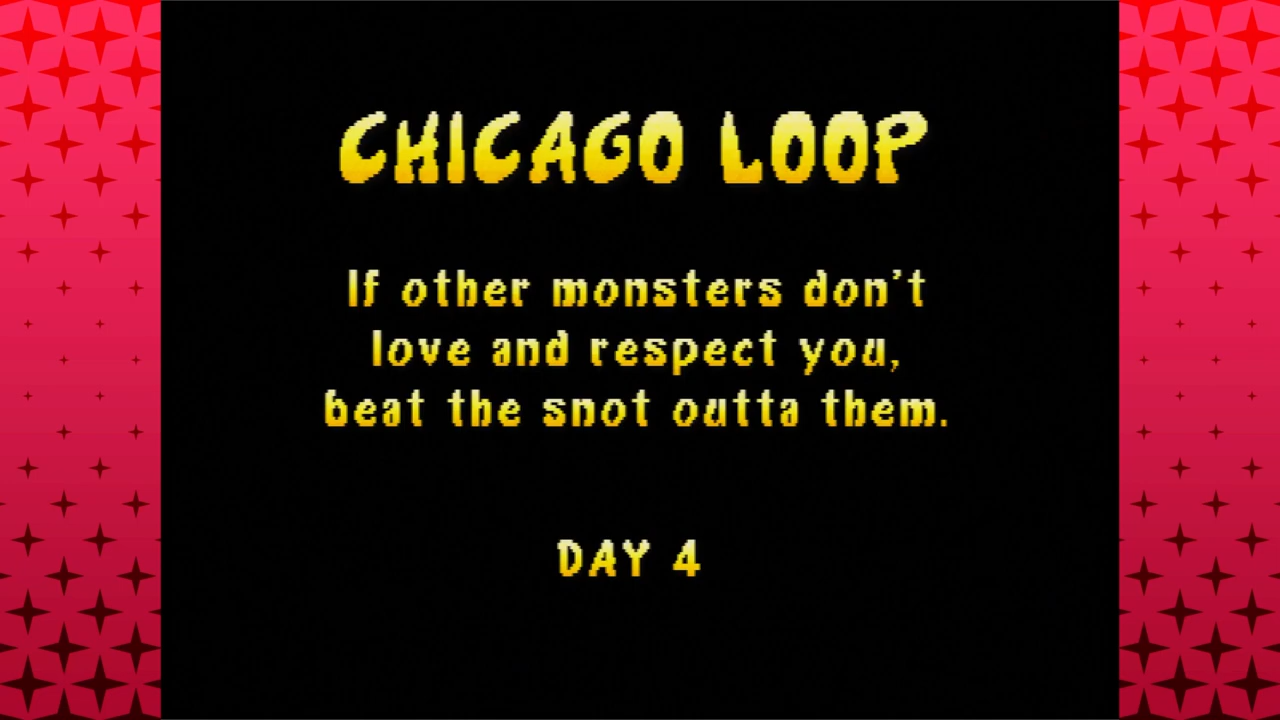 CHICAGO LOOP
If other monsters don't
love and respect you,
beat the snot outta them.
DAY 4